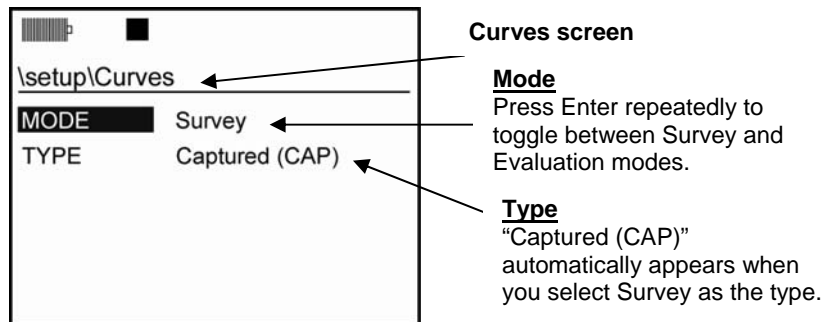 Curves screen
\setup\Curves
MODE Survey
TYPE Captured (CAP)
Mode
Press Enter repeatedly to
toggle between Survey and
Evaluation modes.
Type
“Captured (CAP)”
automatically appears when
you select Survey as the type.